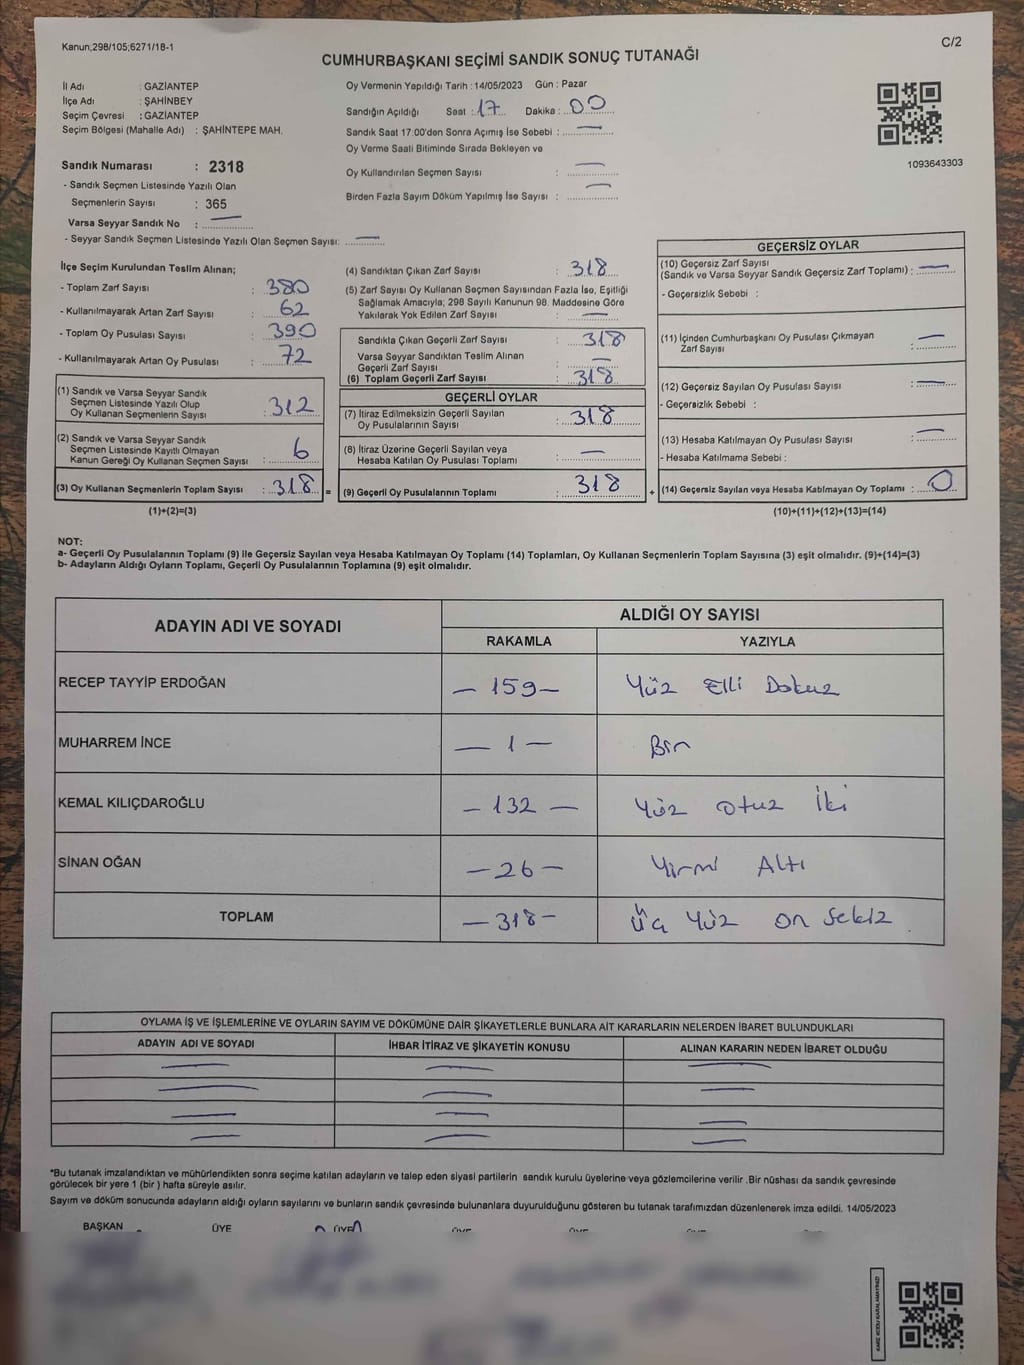 Kanun;298/105;6271/18-1
C/2
CUMHURBAŞKANI SEÇİMİ SANDIK SONUÇ TUTANAĞI
İl Adı : GAZİANTEP
İlçe Adı : ŞAHİNBEY
Seçim Çevresi : GAZİANTEP
Seçim Bölgesi (Mahalle Adı) : ŞAHİNTEPE MAH.
Sandık Numarası : 2318
- Sandık Seçmen Listesinde Yazılı Olan
Seçmenlerin Sayısı : 365
Varsa Seyyar Sandık No : —
- Seyyar Sandık Seçmen Listesinde Yazılı Olan Seçmen Sayısı: —
Oy Vermenin Yapıldığı Tarih : 14/05/2023 Gün : Pazar
Sandığın Açıldığı Saat : 17 Dakika : 00
Sandık Saat 17:00'den Sonra Açımış İse Sebebi : —
Oy Verme Saati Bitiminde Sırada Bekleyen ve
Oy Kullandırılan Seçmen Sayısı : —
Birden Fazla Sayım Döküm Yapılmış İse Sayısı : —
1093643303
İlçe Seçim Kurulundan Teslim Alınan;
- Toplam Zarf Sayısı : 380
- Kullanılmayarak Artan Zarf Sayısı : 62
- Toplam Oy Pusulası Sayısı : 390
- Kullanılmayarak Artan Oy Pusulası : 72
(1) Sandık ve Varsa Seyyar Sandık
Seçmen Listesinde Yazılı Olup
Oy Kullanan Seçmenlerin Sayısı : 312
(2) Sandık ve Varsa Seyyar Sandık
Seçmen Listesinde Kayıtlı Olmayan
Kanun Gereği Oy Kullanan Seçmen Sayısı : 6
(3) Oy Kullanan Seçmenlerin Toplam Sayısı : 318 =
(1)+(2)=(3)
(4) Sandıktan Çıkan Zarf Sayısı : 318
(5) Zarf Sayısı Oy Kullanan Seçmen Sayısından Fazla İse, Eşitliği
Sağlamak Amacıyla; 298 Sayılı Kanunun 98. Maddesine Göre
Yakılarak Yok Edilen Zarf Sayısı : —
Sandıkla Çıkan Geçerli Zarf Sayısı : 318
Varsa Seyyar Sandıktan Teslim Alınan
Geçerli Zarf Sayısı : —
(6) Toplam Geçerli Zarf Sayısı : 318
GEÇERLİ OYLAR
(7) İtiraz Edilmeksizin Geçerli Sayılan
Oy Pusulalarının Sayısı : 318
(8) İtiraz Üzerine Geçerli Sayılan veya
Hesaba Katılan Oy Pusulası Toplamı : —
(9) Geçerli Oy Pusulalarının Toplamı : 318 +
GEÇERSİZ OYLAR
(10) Geçersiz Zarf Sayısı
(Sandık ve Varsa Seyyar Sandık Geçersiz Zarf Toplamı) : —
- Geçersizlik Sebebi :
(11) İçinden Cumhurbaşkanı Oy Pusulası Çıkmayan
Zarf Sayısı : —
(12) Geçersiz Sayılan Oy Pusulası Sayısı : —
- Geçersizlik Sebebi :
(13) Hesaba Katılmayan Oy Pusulası Sayısı : —
- Hesaba Katılmama Sebebi :
(14) Geçersiz Sayılan veya Hesaba Katılmayan Oy Toplamı : 0
(10)+(11)+(12)+(13)=(14)
NOT:
a- Geçerli Oy Pusulalarının Toplamı (9) ile Geçersiz Sayılan veya Hesaba Katılmayan Oy Toplamı (14) Toplamları, Oy Kullanan Seçmenlerin Toplam Sayısına (3) eşit olmalıdır. (9)+(14)=(3)
b- Adayların Aldığı Oyların Toplamı, Geçerli Oy Pusulalarının Toplamına (9) eşit olmalıdır.
ADAYIN ADI VE SOYADI
ALDIĞI OY SAYISI
RAKAMLA YAZIYLA
RECEP TAYYİP ERDOĞAN — 159 — Yüz Elli Dokuz
MUHARREM İNCE — 1 — Bir
KEMAL KILIÇDAROĞLU — 132 — Yüz Otuz İki
SİNAN OĞAN — 26 — Yirmi Altı
TOPLAM — 318 — Üç Yüz On Sekiz
OYLAMA İŞ VE İŞLEMLERİNE VE OYLARIN SAYIM VE DÖKÜMÜNE DAİR ŞİKAYETLERLE BUNLARA AİT KARARLARIN NELERDEN İBARET BULUNDUKLARI
ADAYIN ADI VE SOYADI İHBAR İTİRAZ VE ŞİKAYETİN KONUSU ALINAN KARARIN NEDEN İBARET OLDUĞU
*Bu tutanak imzalandıktan ve mühürlendikten sonra seçime katılan adayların ve talep eden siyasi partilerin sandık kurulu üyelerine veya gözlemcilerine verilir .Bir nüshası da sandık çevresinde
görülecek bir yere 1 (bir ) hafta süreyle asılır.
Sayım ve döküm sonucunda adayların aldığı oyların sayılarını ve bunların sandık çevresinde bulunanlara duyurulduğunu gösteren bu tutanak tarafımızdan düzenlenerek imza edildi. 14/05/2023
BAŞKAN ÜYE ÜYE
KARE KODU KARALAMAYINIZ!